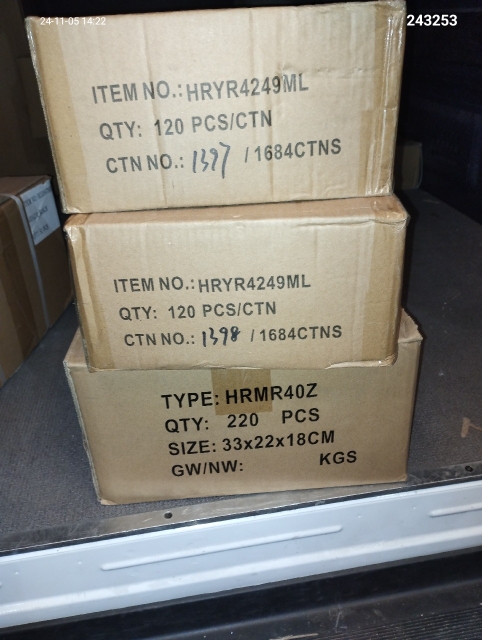 24-11-05 14:22
243253
ITEM NO.: HRYR4249ML
QTY: 120 PCS/CTN
CTN NO.: 1397 / 1684CTNS
ITEM NO.: HRYR4249ML
QTY: 120 PCS/CTN
CTN NO.: 1398 / 1684CTNS
TYPE: HRMR40Z
QTY: 220 PCS
SIZE: 33x22x18CM
GW/NW: KGS